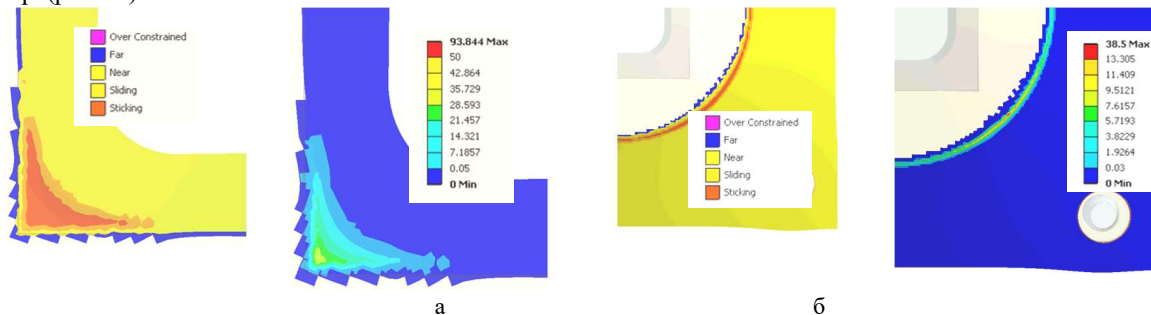 Over Constrained
Far
Near
Sliding
Sticking
93.844 Max
50
42.864
35.729
28.593
21.457
14.321
7.1857
0.05
0 Min
а
Over Constrained
Far
Near
Sliding
Sticking
38.5 Max
13.305
11.409
9.5121
7.6157
5.7193
3.8229
1.9264
0.03
0 Min
б